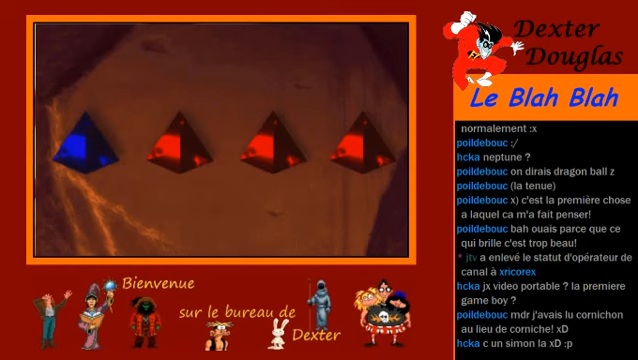 Dexter
Douglas
Le Blah Blah
normalement :x
poildebouc :/
hcka neptune ?
poildebouc on dirais dragon ball z
poildebouc (la tenue)
poildebouc x) c'est la première chose
a laquel ca m'a fait penser!
poildebouc bah ouais parce que ce
qui brille c'est trop beau!
* jtv a enlevé le statut d'opérateur de
canal à xricorex
hcka jx video portable ? la premiere
game boy ?
poildebouc mdr j'avais lu cornichon
au lieu de corniche! xD
hcka c un simon la xD :p
Bienvenue
sur le bureau de
Dexter